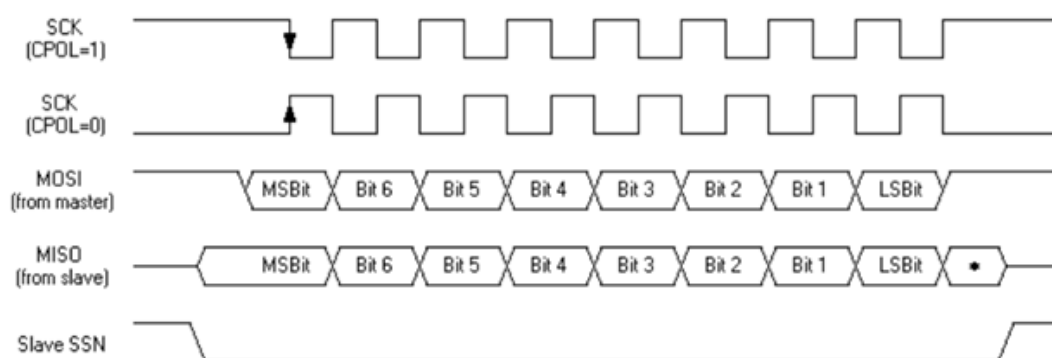 SCK
(CPOL=1)
SCK
(CPOL=0)
MOSI
(from master)
MSBit Bit 6 Bit 5 Bit 4 Bit 3 Bit 2 Bit 1 LSBit
MISO
(from slave)
MSBit Bit 6 Bit 5 Bit 4 Bit 3 Bit 2 Bit 1 LSBit *
Slave SSN